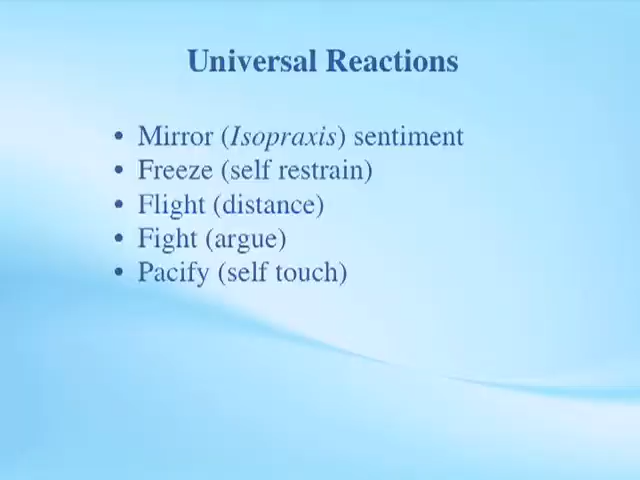 Universal Reactions
• Mirror (Isopraxis) sentiment
• Freeze (self restrain)
• Flight (distance)
• Fight (argue)
• Pacify (self touch)